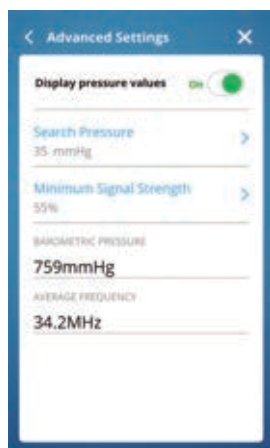 Advanced Settings
Display pressure values ON
Search Pressure
35 mmHg
Minimum Signal Strength
55%
BAROMETRIC PRESSURE
759mmHg
AVERAGE FREQUENCY
34.2MHz